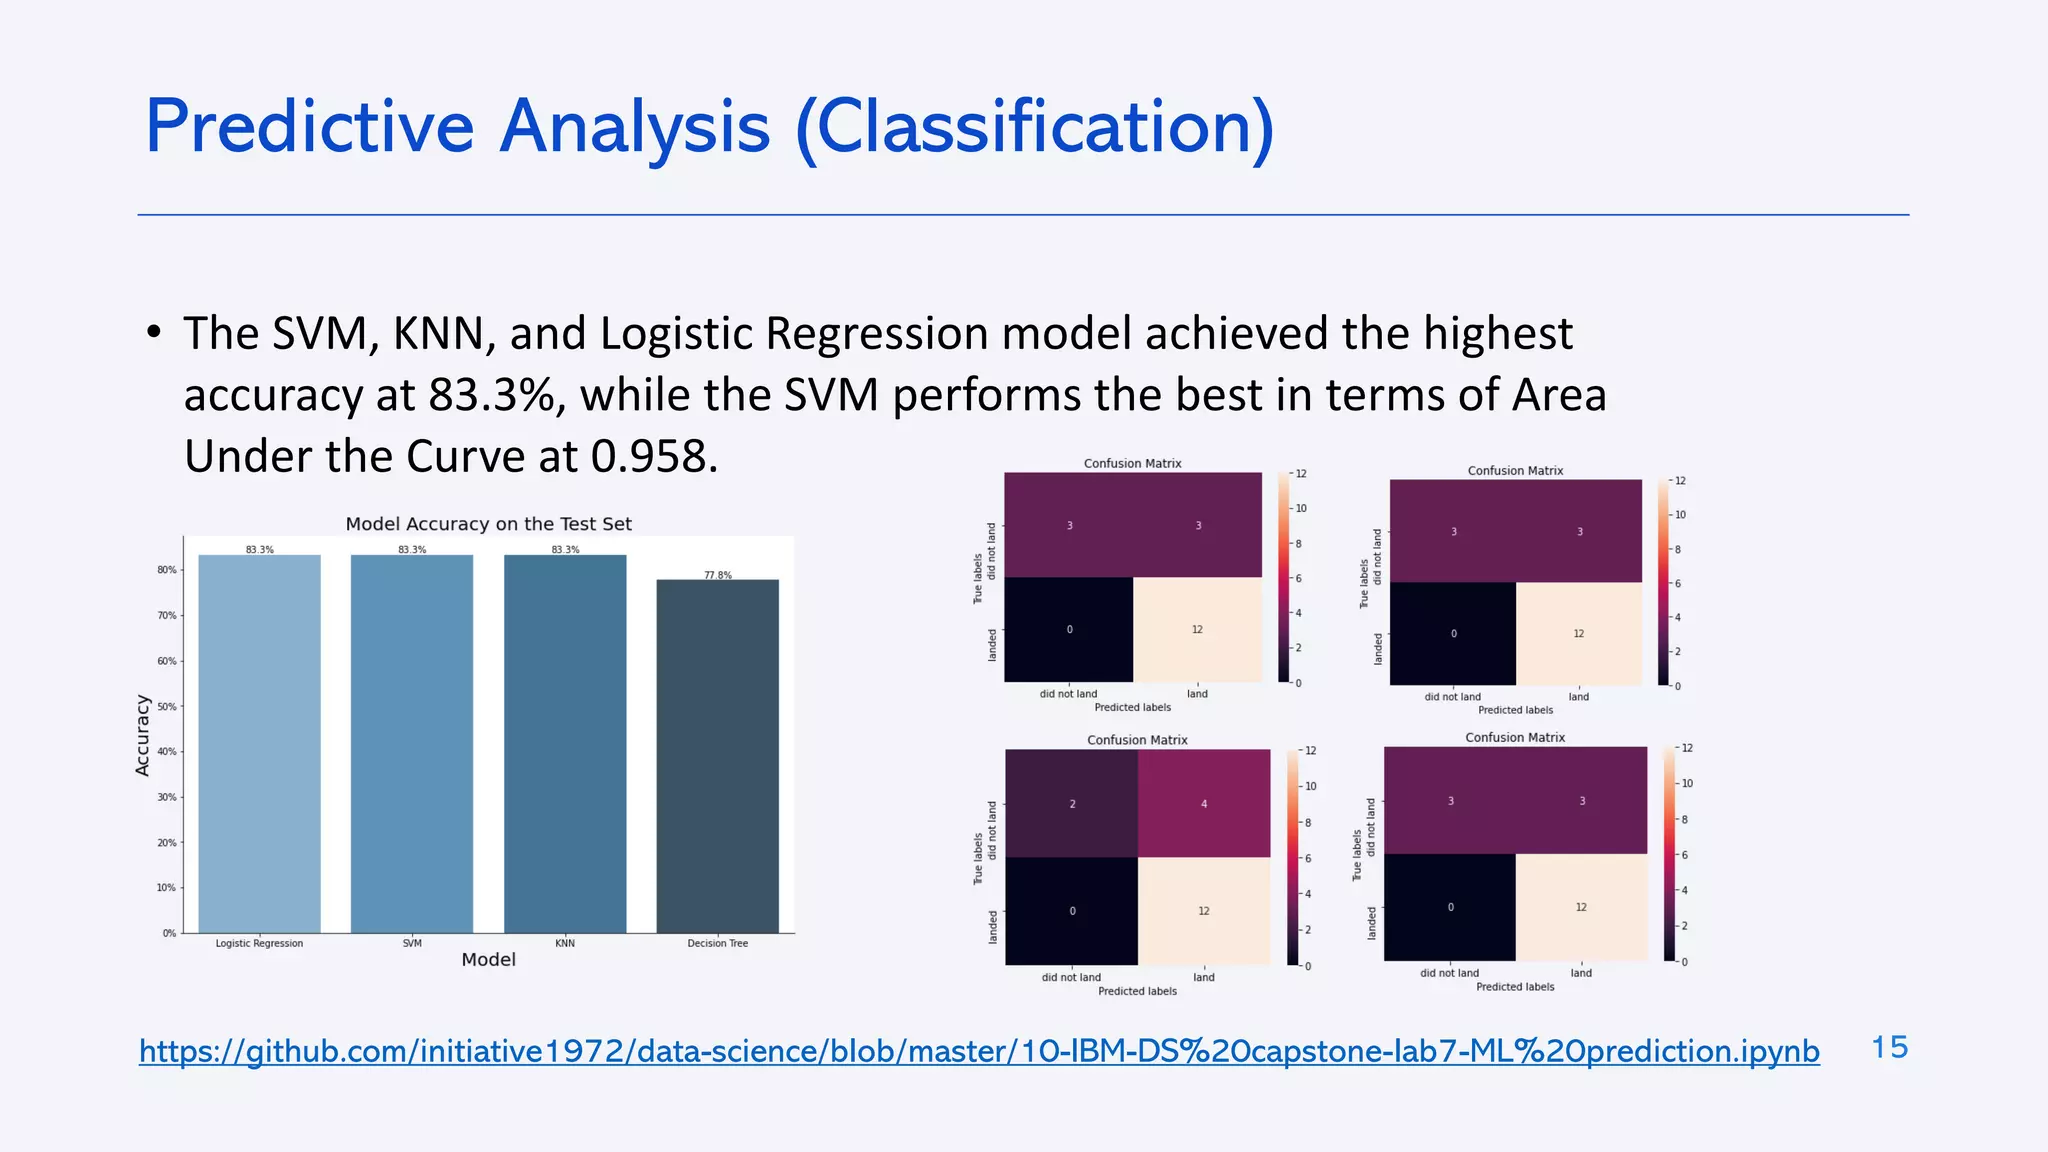 Predictive Analysis (Classification)
• The SVM, KNN, and Logistic Regression model achieved the highest
accuracy at 83.3%, while the SVM performs the best in terms of Area
Under the Curve at 0.958.
Model Accuracy on the Test Set
83.3% 83.3% 83.3% 77.8%
80%
70%
60%
50%
40%
30%
20%
10%
0%
Accuracy
Logistic Regression SVM KNN Decision Tree
Model
Confusion Matrix
3 3
0 12
True labels
did not land
landed
did not land land
Predicted labels
12
10
8
6
4
2
0
Confusion Matrix
3 3
0 12
True labels
did not land
landed
did not land land
Predicted labels
12
10
8
6
4
2
0
Confusion Matrix
2 4
0 12
True labels
did not land
landed
did not land land
Predicted labels
12
10
8
6
4
2
0
Confusion Matrix
3 3
0 12
True labels
did not land
landed
did not land land
Predicted labels
12
10
8
6
4
2
0
https://github.com/initiative1972/data-science/blob/master/10-IBM-DS%20capstone-lab7-ML%20prediction.ipynb
15